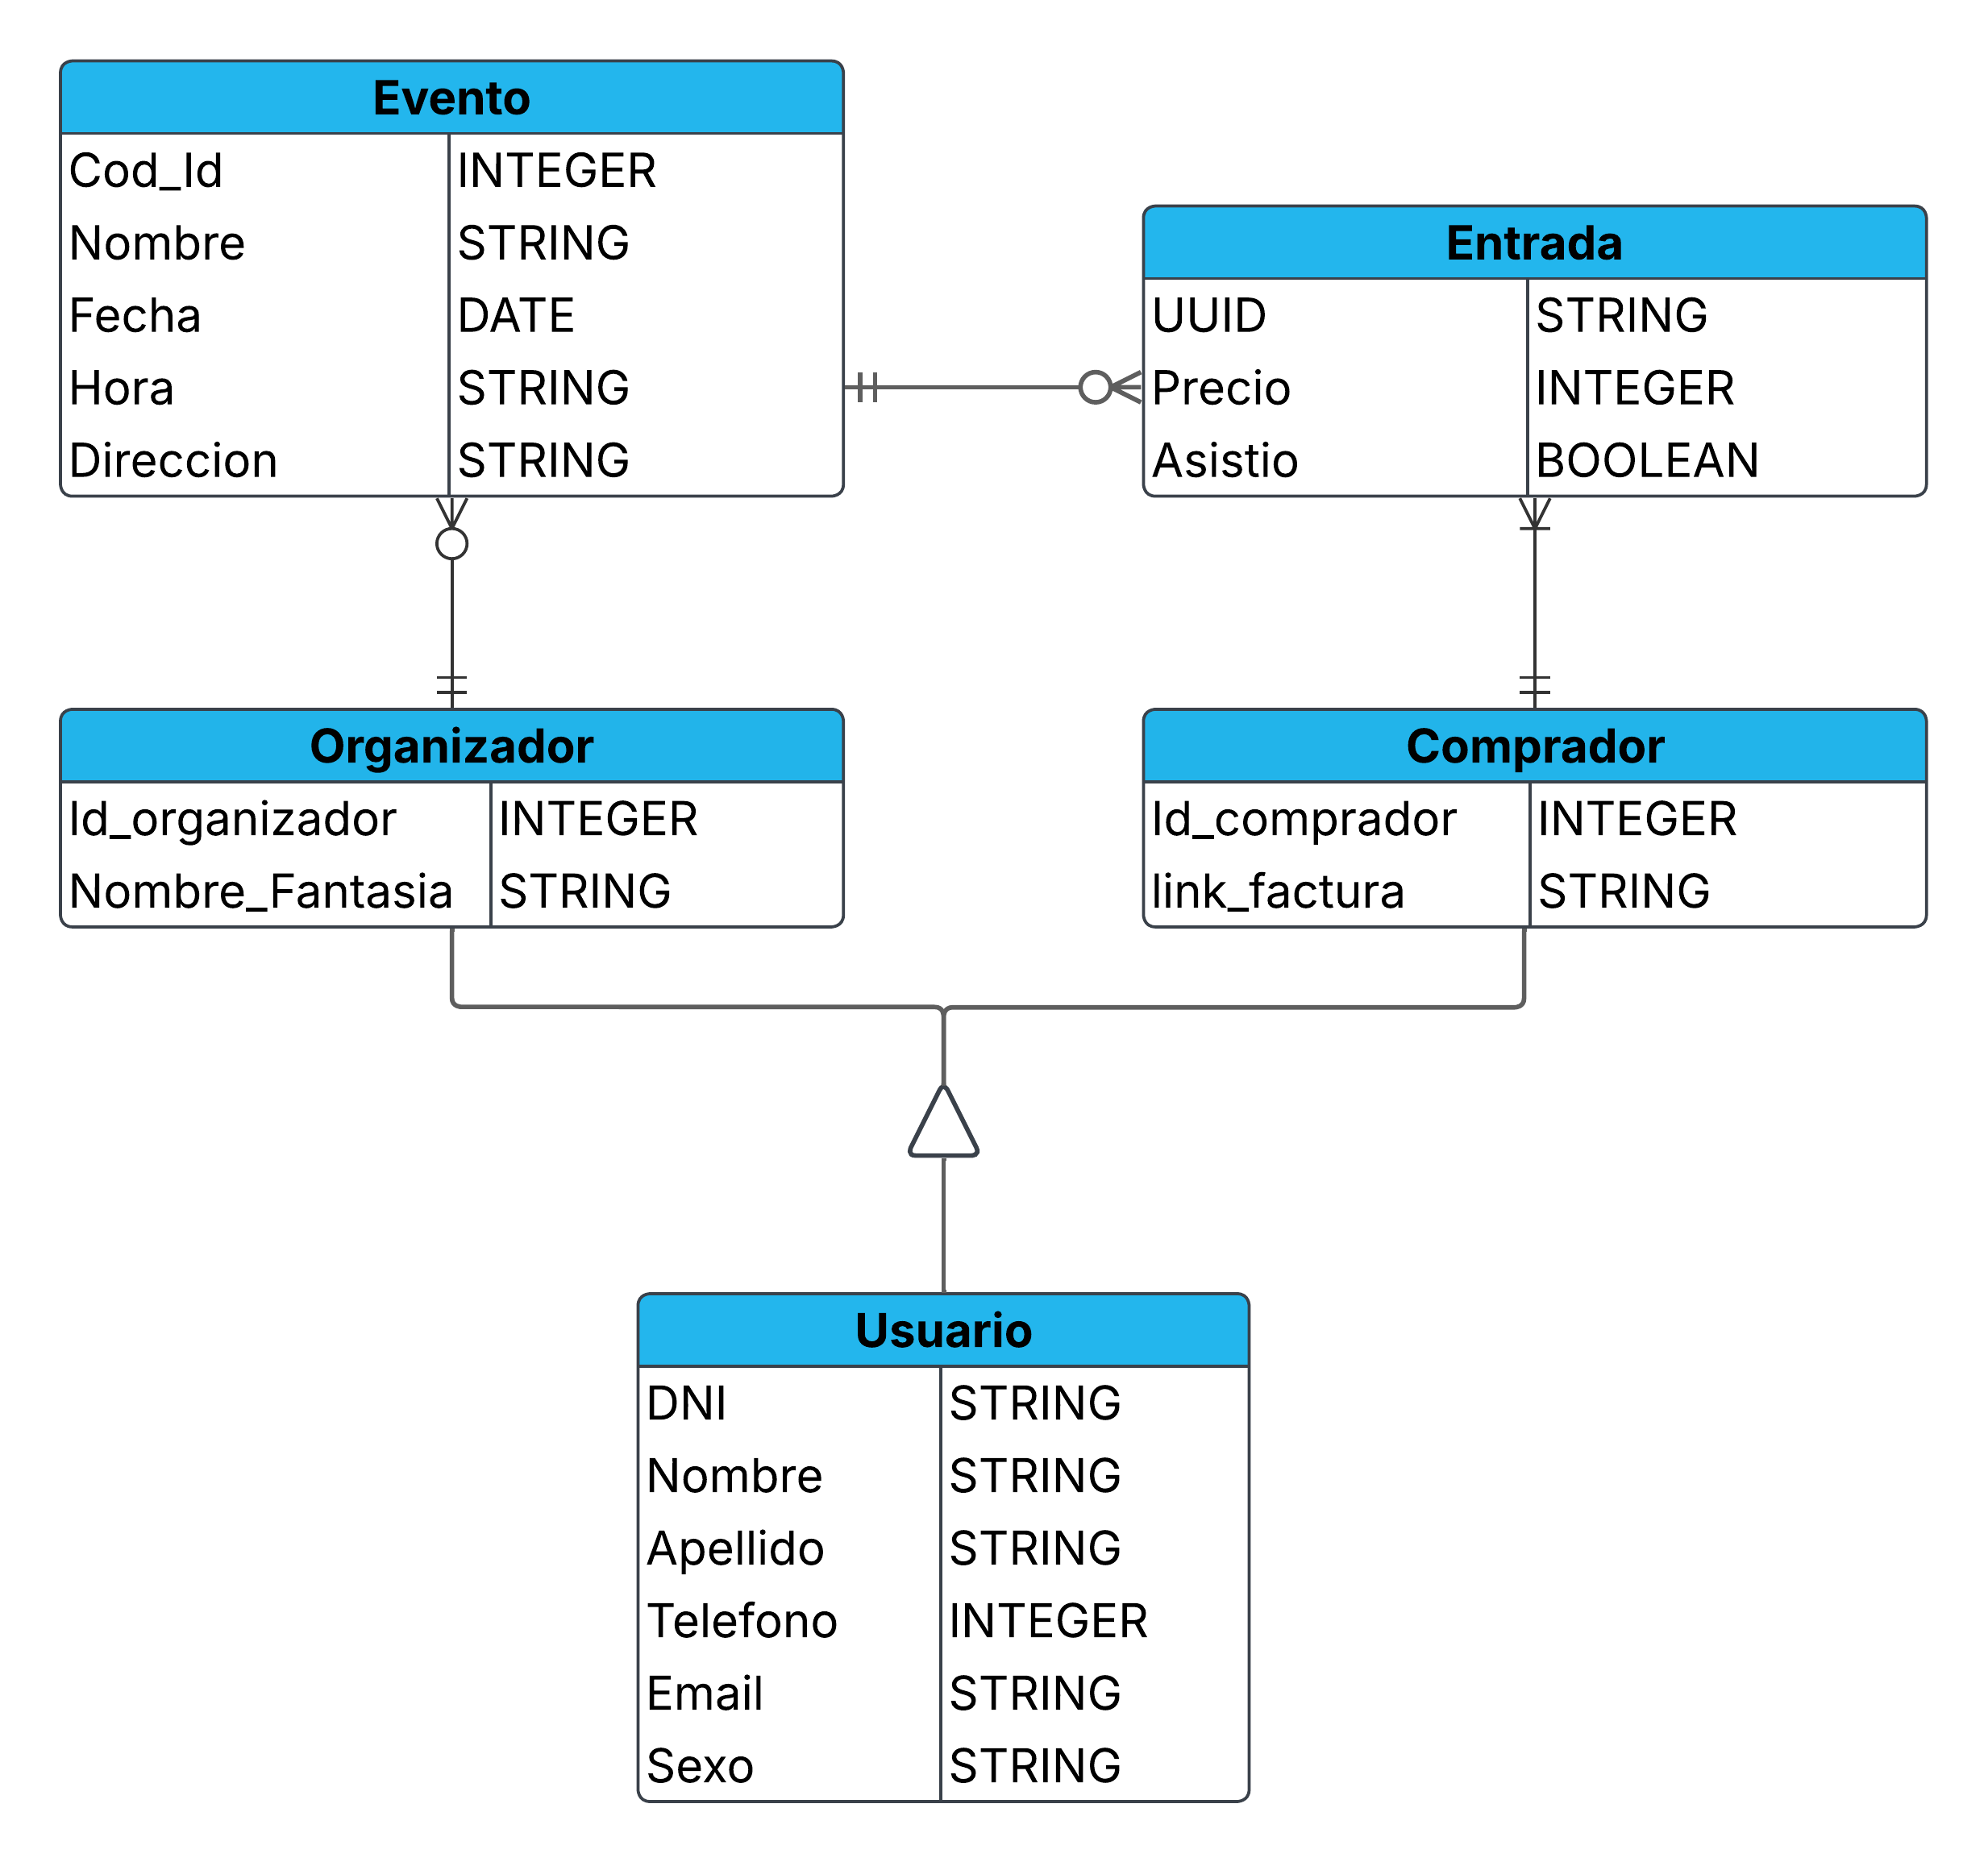 Evento
Cod_Id INTEGER
Nombre STRING
Fecha DATE
Hora STRING
Direccion STRING
Entrada
UUID STRING
Precio INTEGER
Asistio BOOLEAN
Organizador
Id_organizador INTEGER
Nombre_Fantasia STRING
Comprador
Id_comprador INTEGER
link_factura STRING
Usuario
DNI STRING
Nombre STRING
Apellido STRING
Telefono INTEGER
Email STRING
Sexo STRING